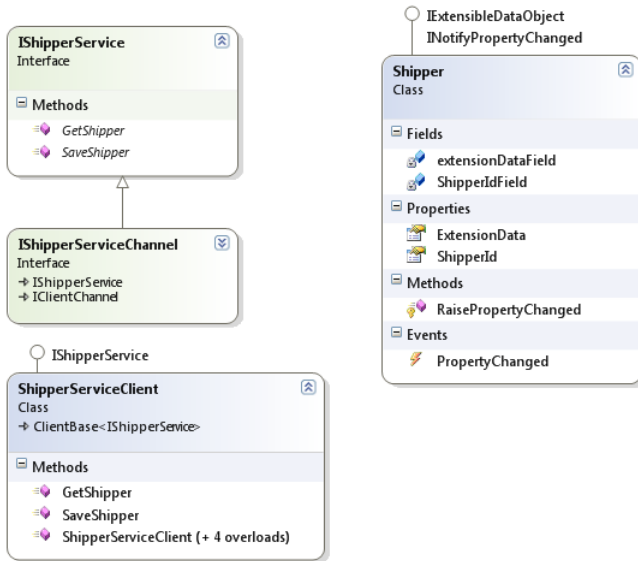 IShipperService
Interface
Methods
GetShipper
SaveShipper
IShipperServiceChannel
Interface
IShipperService
IClientChannel
IShipperService
ShipperServiceClient
Class
ClientBase<IShipperService>
Methods
GetShipper
SaveShipper
ShipperServiceClient (+ 4 overloads)
IExtensibleDataObject
INotifyPropertyChanged
Shipper
Class
Fields
extensionDataField
ShipperIdField
Properties
ExtensionData
ShipperId
Methods
RaisePropertyChanged
Events
PropertyChanged